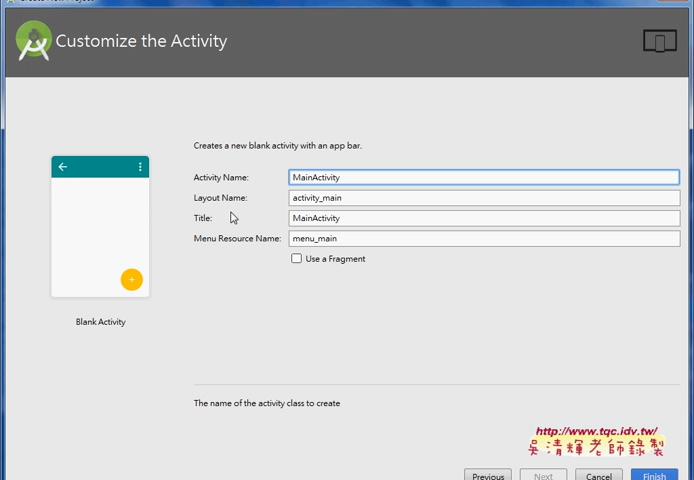 Customize the Activity
Creates a new blank activity with an app bar.
Activity Name: MainActivity
Layout Name: activity_main
Title: MainActivity
Menu Resource Name: menu_main
Use a Fragment
Blank Activity
The name of the activity class to create
http://www.tqc.idv.tw/
吳清輝老師錄製
Previous Next Cancel Finish